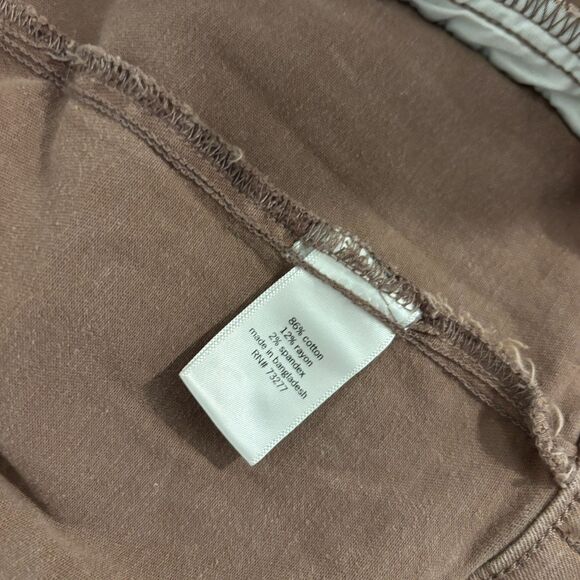 86% cotton
12% rayon
2% spandex
made in bangladesh
RN# 73277